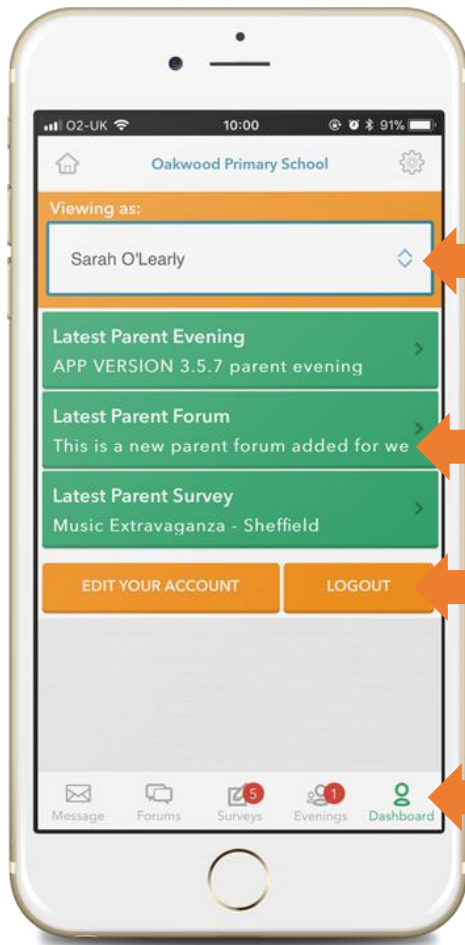 O2-UK 10:00 91%
Oakwood Primary School
Viewing as:
Sarah O'Learly
Latest Parent Evening
APP VERSION 3.5.7 parent evening
Latest Parent Forum
This is a new parent forum added for we
Latest Parent Survey
Music Extravaganza - Sheffield
EDIT YOUR ACCOUNT LOGOUT
5 1
Message Forums Surveys Evenings Dashboard